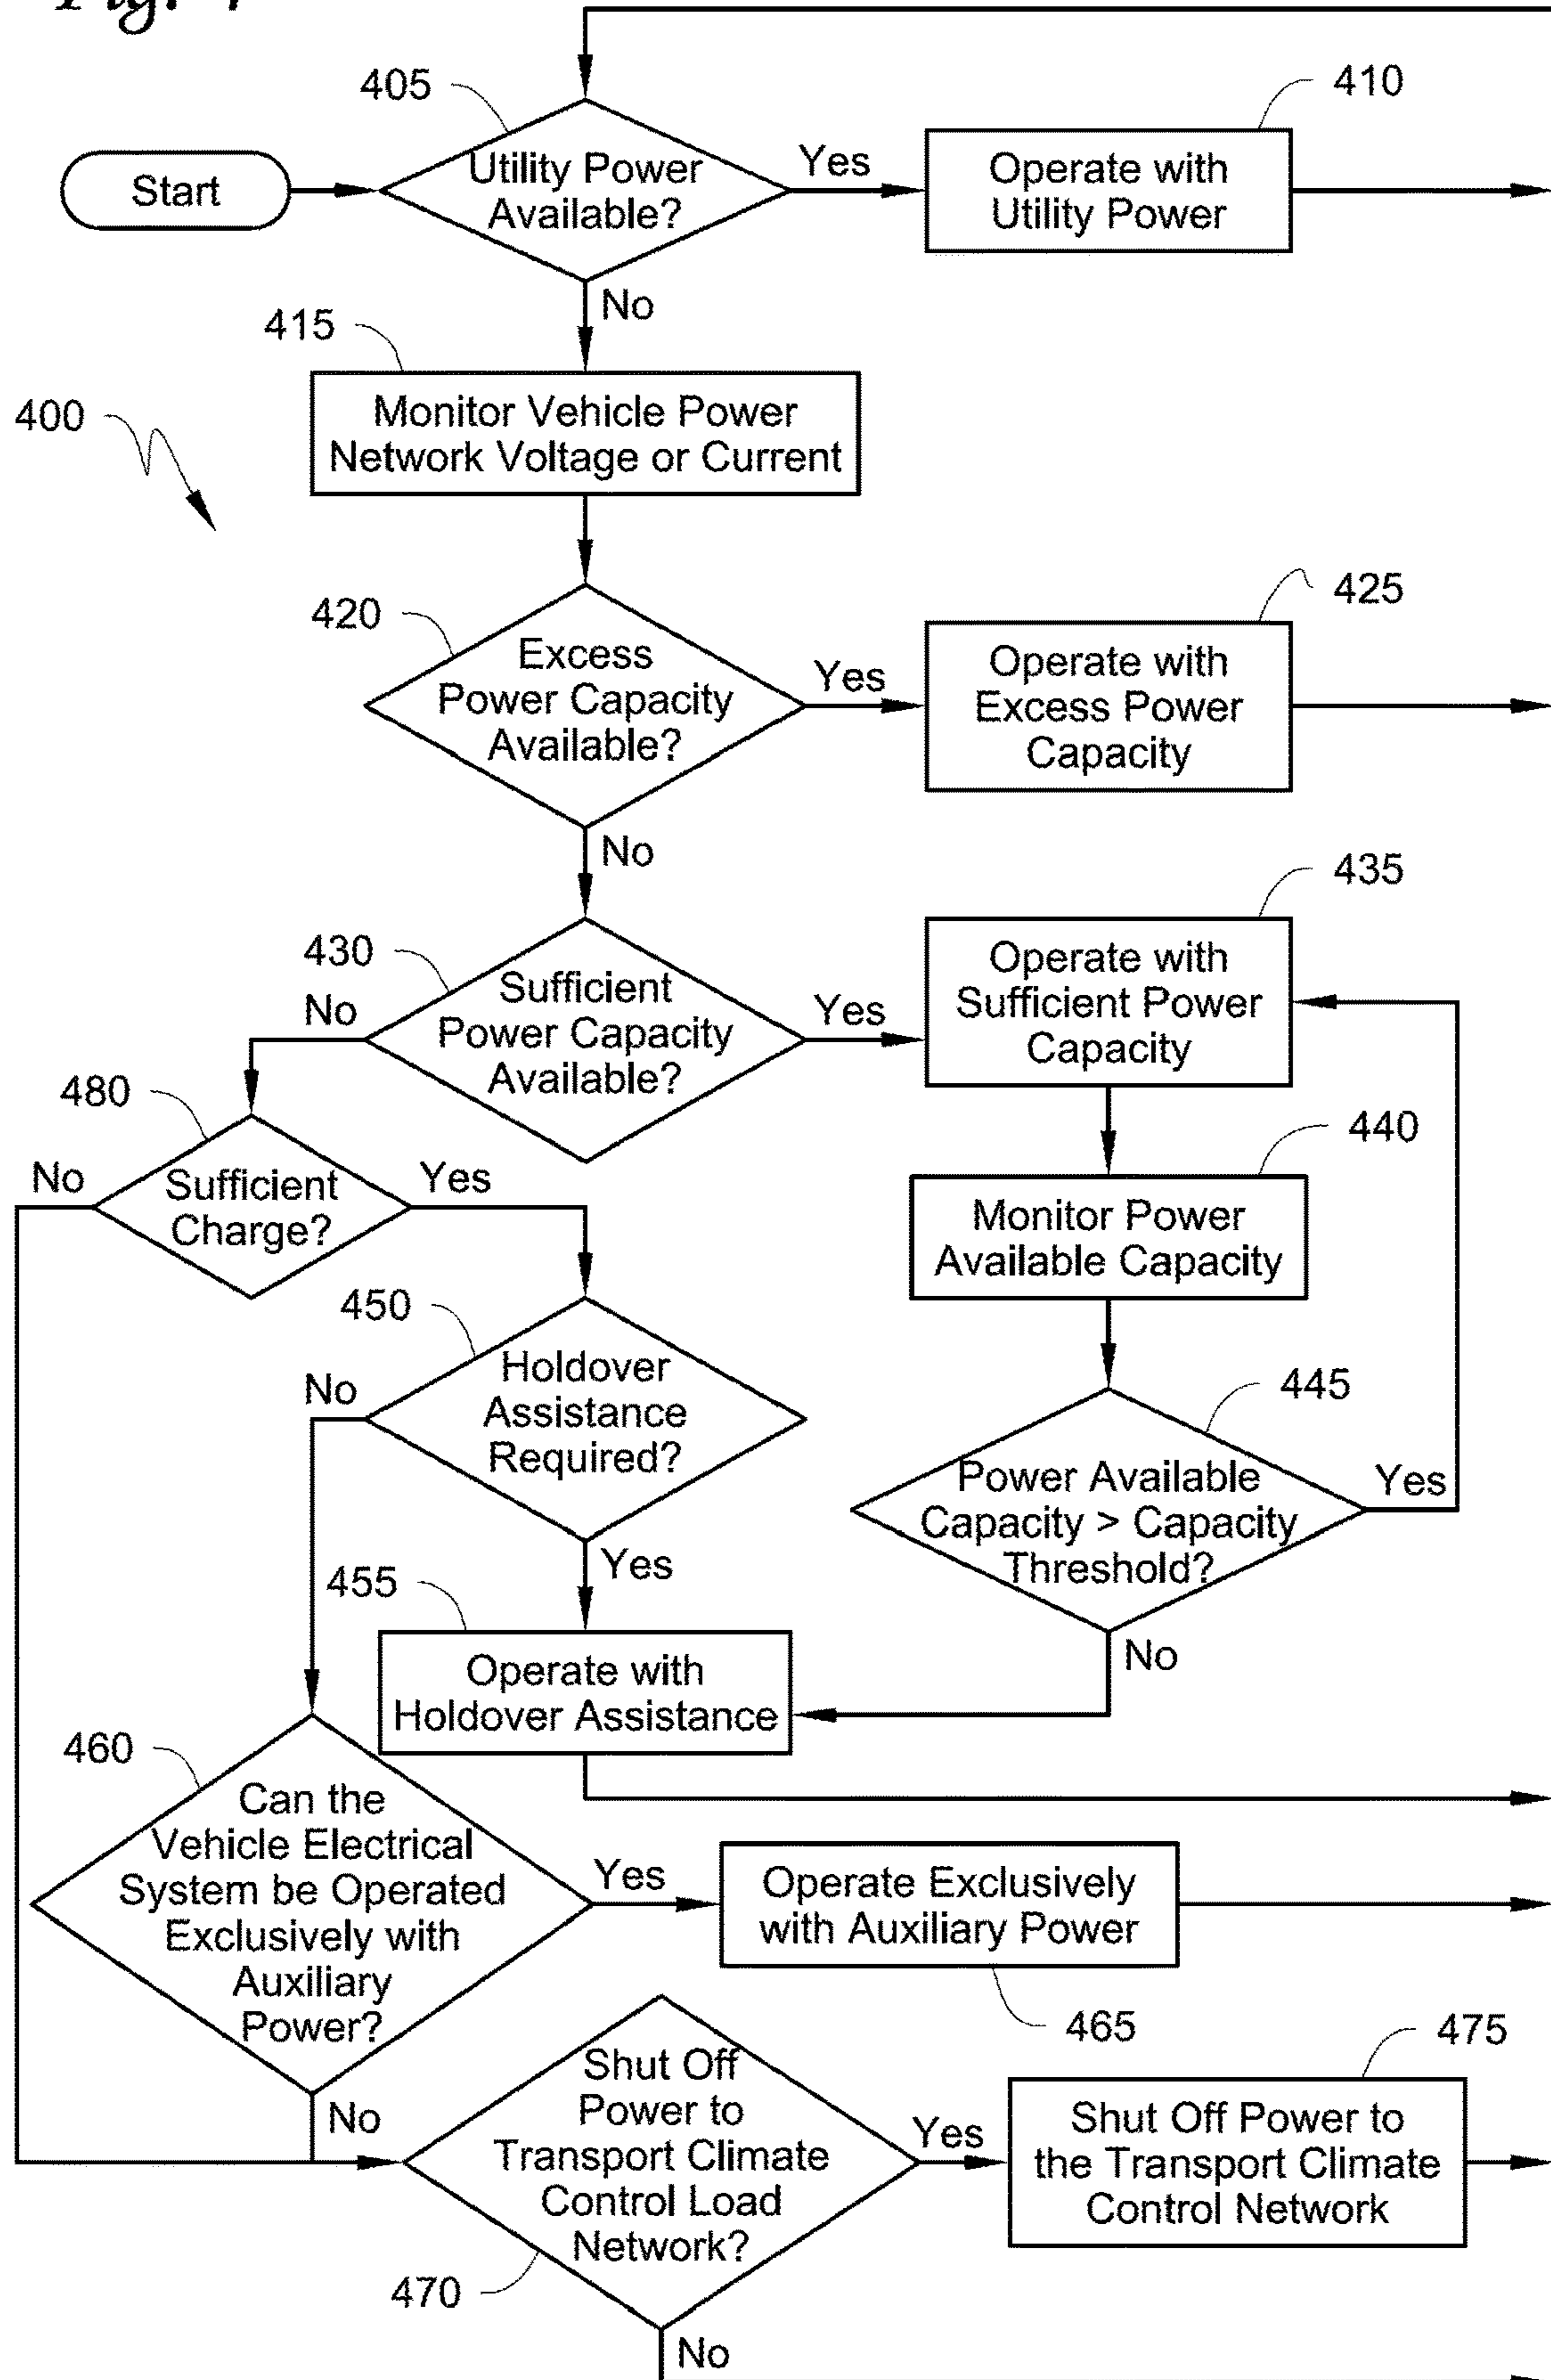 Fig. 4
405
410
Start
Utility Power
Available?
Yes
Operate with
Utility Power
No
415
Monitor Vehicle Power
Network Voltage or Current
400
420
Excess
Power Capacity
Available?
Yes
425
Operate with
Excess Power
Capacity
No
430
Sufficient
Power Capacity
Available?
No
Yes
435
Operate with
Sufficient Power
Capacity
480
No
Sufficient
Charge?
Yes
440
Monitor Power
Available Capacity
450
No
Holdover
Assistance
Required?
445
Power Available
Capacity > Capacity
Threshold?
Yes
Yes
455
Operate with
Holdover Assistance
No
460
Can the
Vehicle Electrical
System be Operated
Exclusively with
Auxiliary
Power?
Yes
Operate Exclusively
with Auxiliary Power
465
No
Shut Off
Power to
Transport Climate
Control Load
Network?
470
Yes
475
Shut Off Power to
the Transport Climate
Control Network
No